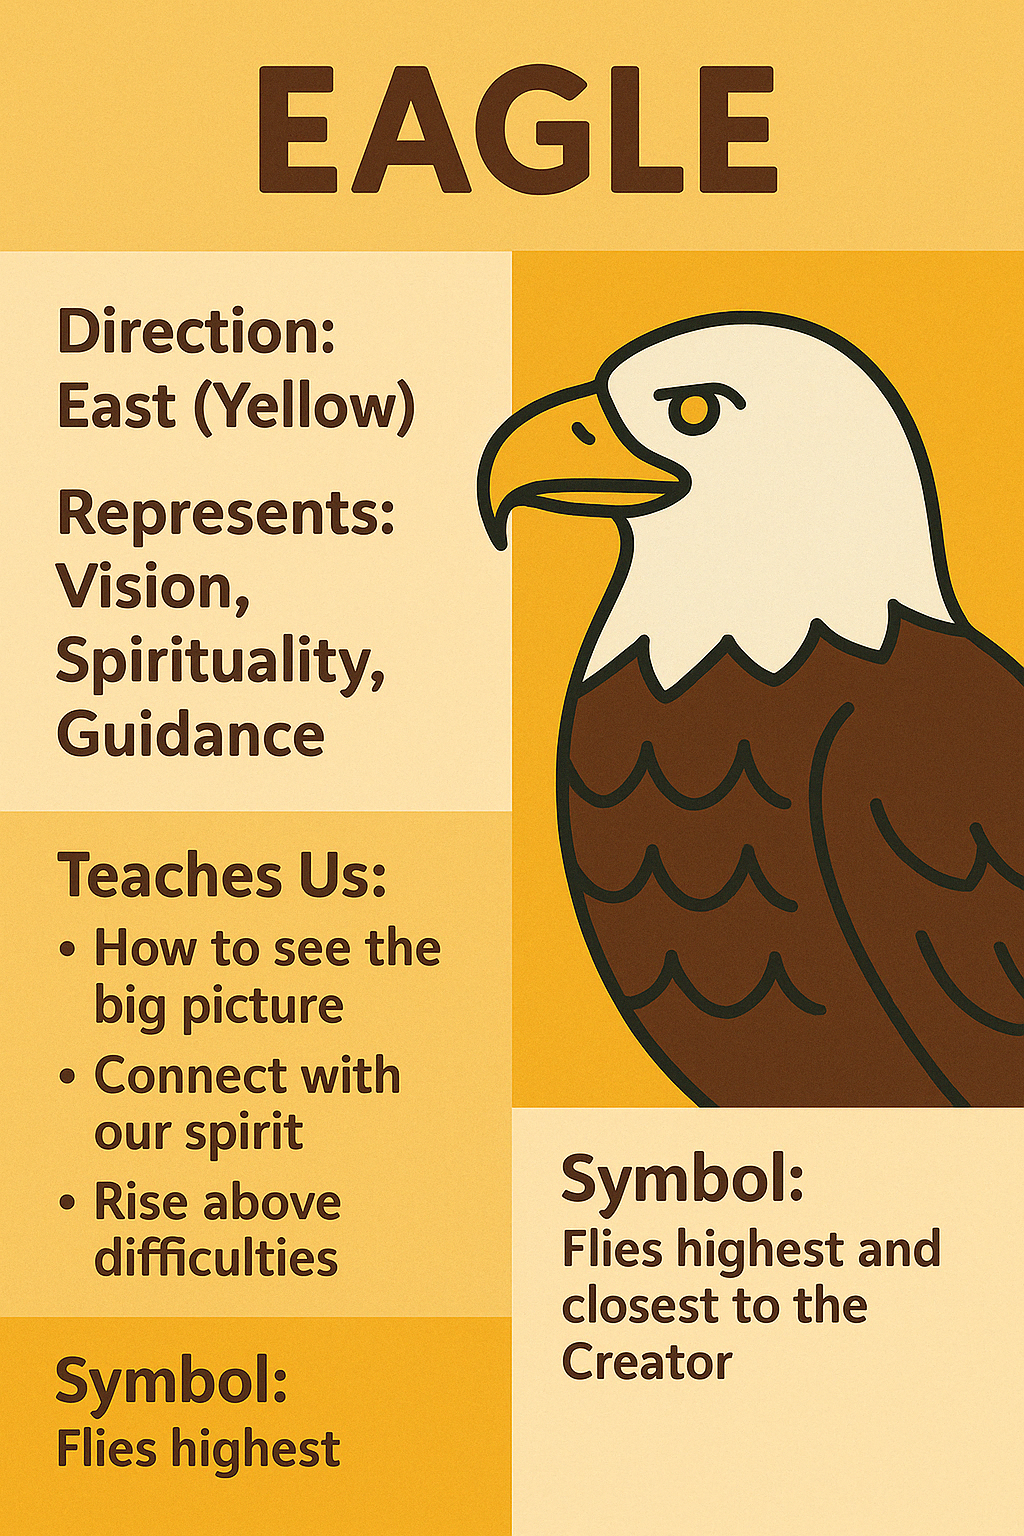 EAGLE
Direction:
East (Yellow)
Represents:
Vision,
Spirituality,
Guidance
Teaches Us:
• How to see the
big picture
• Connect with
our spirit
• Rise above
difficulties
Symbol:
Flies highest
Symbol:
Flies highest and
closest to the
Creator